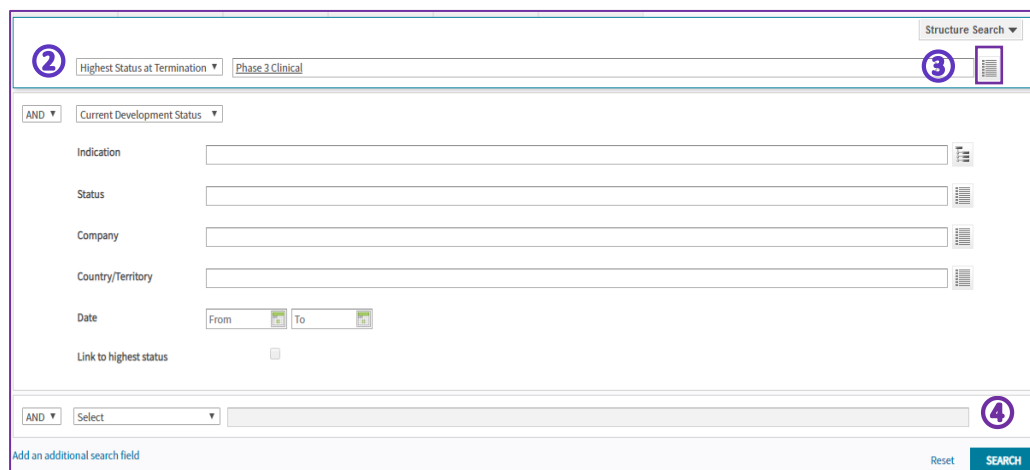 Structure Search ▼
② Highest Status at Termination ▼ Phase 3 Clinical ③
AND ▼ Current Development Status ▼
Indication
Status
Company
Country/Territory
Date From To
Link to highest status
AND ▼ Select ▼ ④
Add an additional search field Reset SEARCH